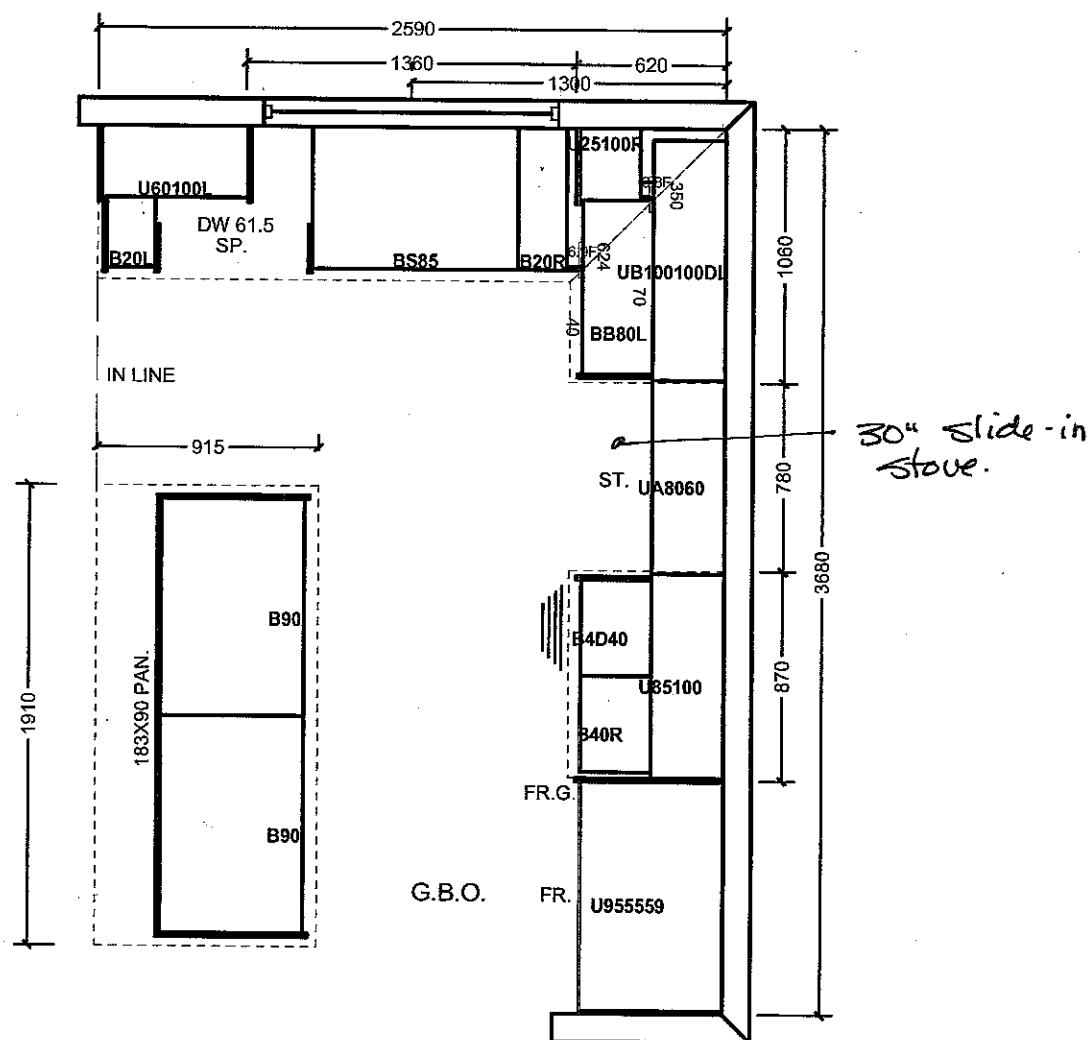 2590
1360
620
1300
U25100R
U60100L
350
DW 61.5
SP.
B20L
BS85
B20R
624
UB100100DL
70
1060
BB80L
40
IN LINE
915
30" slide-in
stove.
ST.
UA8060
780
3680
B90
B4D40
U85100
870
183X90 PAN.
1910
B40R
FR.G.
B90
G.B.O.
FR.
U955559